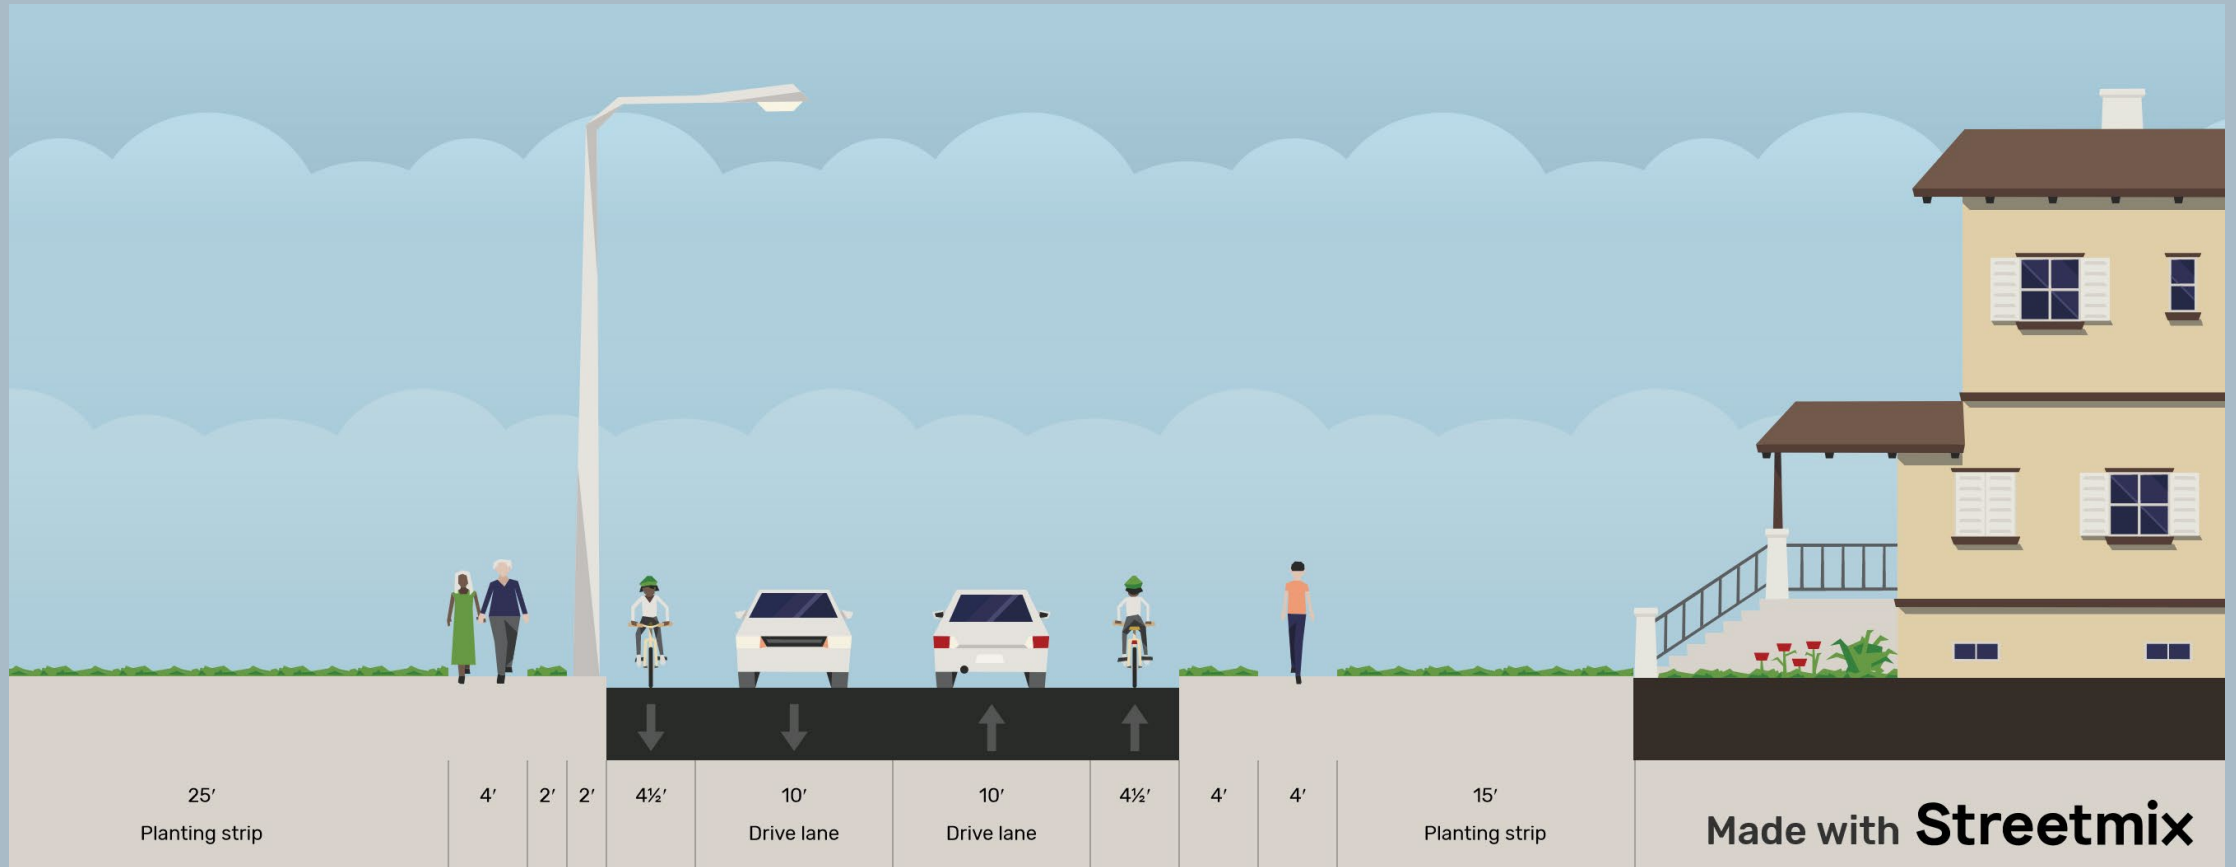 25′ 4′ 2′ 2′ 4½′ 10′ 10′ 4½′ 4′ 4′ 15′
Planting strip Drive lane Drive lane Planting strip
Made with Streetmix